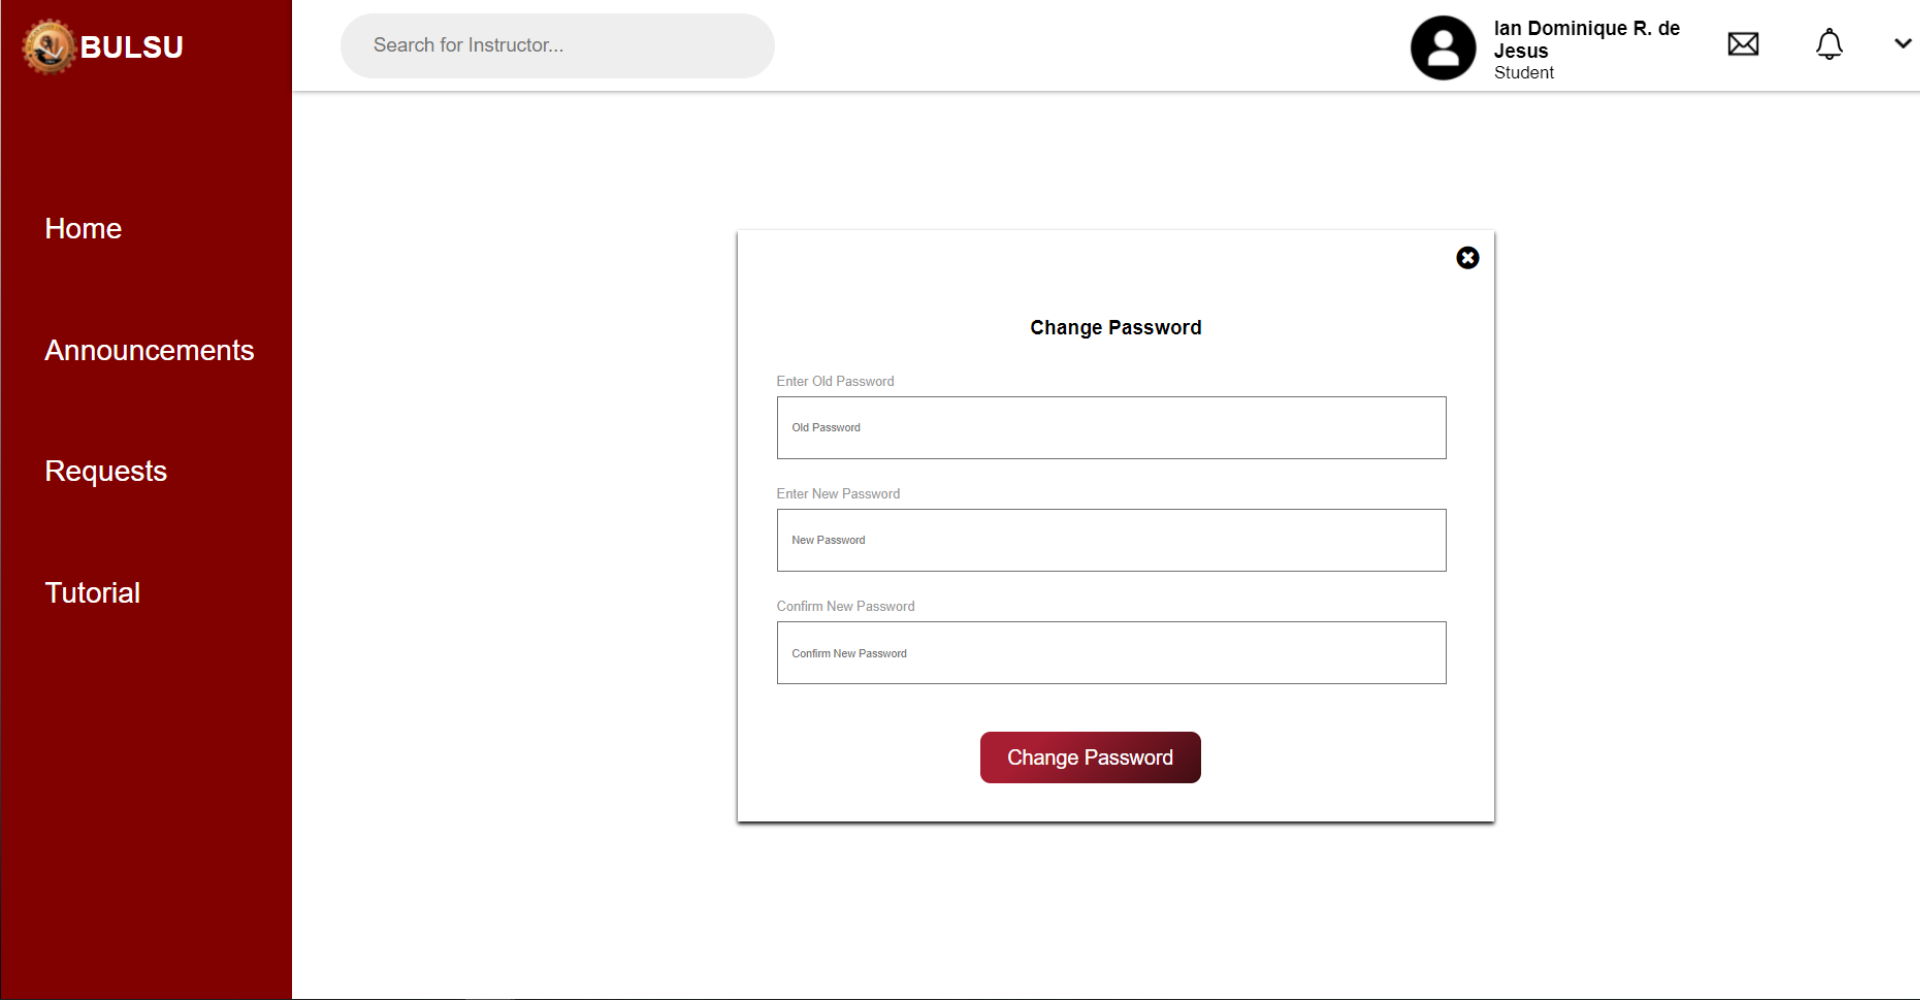 BULSU
Search for Instructor...
Ian Dominique R. de
Jesus
Student
Home
Announcements
Requests
Tutorial
Change Password
Enter Old Password
Old Password
Enter New Password
New Password
Confirm New Password
Confirm New Password
Change Password